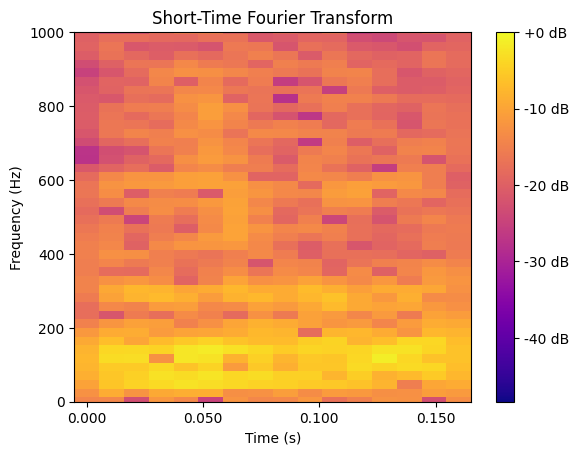 Short-Time Fourier Transform
1000
800
600
400
200
0
Frequency (Hz)
0.000
0.050
0.100
0.150
Time (s)
+0 dB
-10 dB
-20 dB
-30 dB
-40 dB